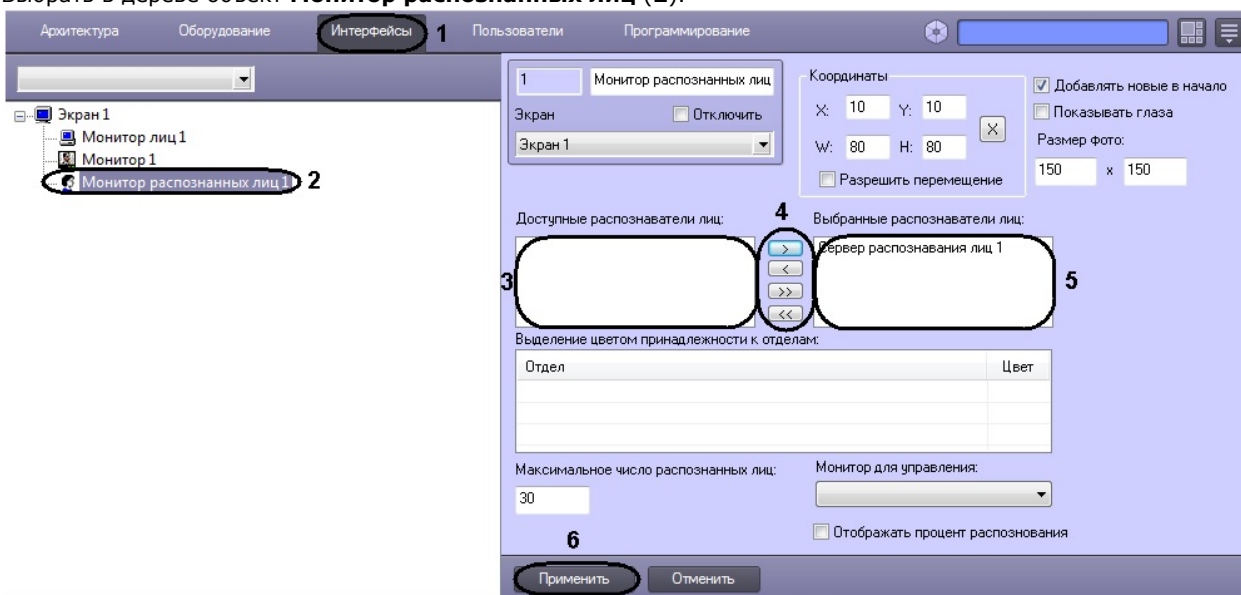 Выбрать в дереве объект Монитор распознанных лиц (2).
Архитектура Оборудование Интерфейсы 1 Пользователи Программирование
1 Монитор распознанных лиц
Экран Отключить
Экран 1
Координаты
X: 10 Y: 10
W: 80 H: 80
X
Разрешить перемещение
Добавлять новые в начало
Показывать глаза
Размер фото:
150 x 150
Экран 1
Монитор лиц 1
Монитор 1
Монитор распознанных лиц 1 2
Доступные распознаватели лиц: 4 Выбранные распознаватели лиц:
3
>
<
>>
<<
Сервер распознавания лиц 1
5
Выделение цветом принадлежности к отделам:
Отдел Цвет
Максимальное число распознанных лиц: Монитор для управления:
30
Отображать процент распознования
6
Применить Отменить